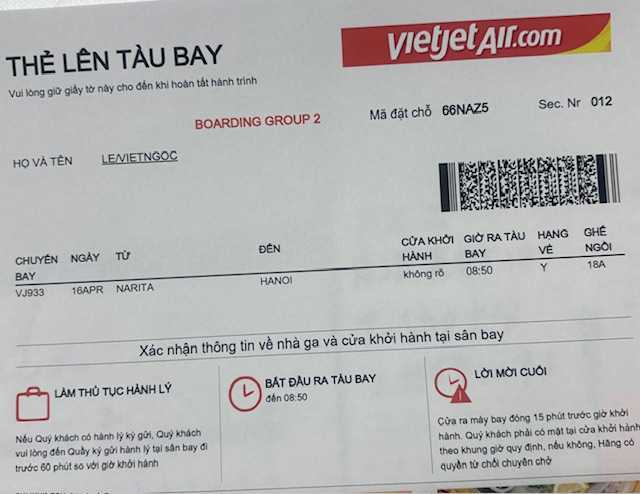 THẺ LÊN TÀU BAY
vietjetAir.com
Vui lòng giữ giấy tờ này cho đến khi hoàn tất hành trình
BOARDING GROUP 2
Mã đặt chỗ 66NAZ5 Sec. Nr 012
HỌ VÀ TÊN LE/VIETNGOC
CHUYẾN BAY NGÀY TỪ ĐẾN CỬA KHỞI HÀNH GIỜ RA TÀU BAY HẠNG VÉ GHẾ NGỒI
VJ933 16APR NARITA HANOI không rõ 08:50 Y 18A
Xác nhận thông tin về nhà ga và cửa khởi hành tại sân bay
LÀM THỦ TỤC HÀNH LÝ
Nếu Quý khách có hành lý ký gửi, Quý khách
vui lòng đến Quầy ký gửi hành lý tại sân bay đi
trước 60 phút so với giờ khởi hành
BẮT ĐẦU RA TÀU BAY
đến 08:50
LỜI MỜI CUỐI
Cửa ra máy bay đóng 15 phút trước giờ khởi
hành. Quý khách phải có mặt tại cửa khởi hành
theo khung giờ quy định, nếu không, Hãng có
quyền từ chối chuyên chở